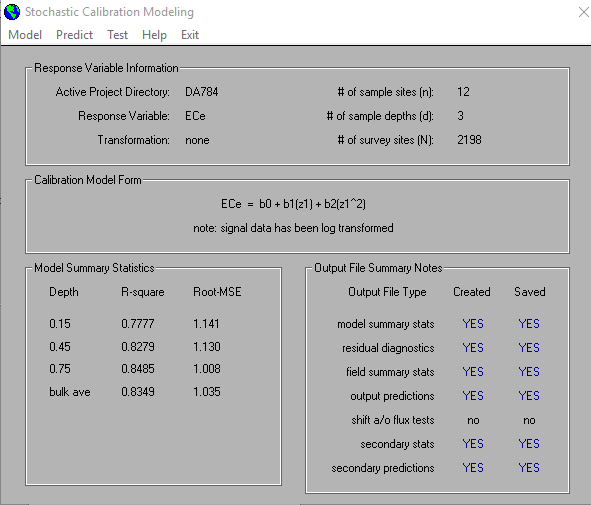 Stochastic Calibration Modeling
Model Predict Test Help Exit
Response Variable Information
Active Project Directory: DA784 # of sample sites (n): 12
Response Variable: ECe # of sample depths (d): 3
Transformation: none # of survey sites (N): 2198
Calibration Model Form
ECe = b0 + b1(z1) + b2(z1^2)
note: signal data has been log transformed
Model Summary Statistics
Depth R-square Root-MSE
0.15 0.7777 1.141
0.45 0.8279 1.130
0.75 0.8485 1.008
bulk ave 0.8349 1.035
Output File Summary Notes
Output File Type Created Saved
model summary stats YES YES
residual diagnostics YES YES
field summary stats YES YES
output predictions YES YES
shift a/o flux tests no no
secondary stats YES YES
secondary predictions YES YES